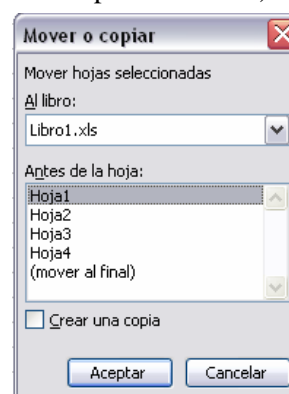 Mover o copiar
Mover hojas seleccionadas
Al libro:
Libro1.xls
Antes de la hoja:
Hoja1
Hoja2
Hoja3
Hoja4
(mover al final)
Crear una copia
Aceptar Cancelar